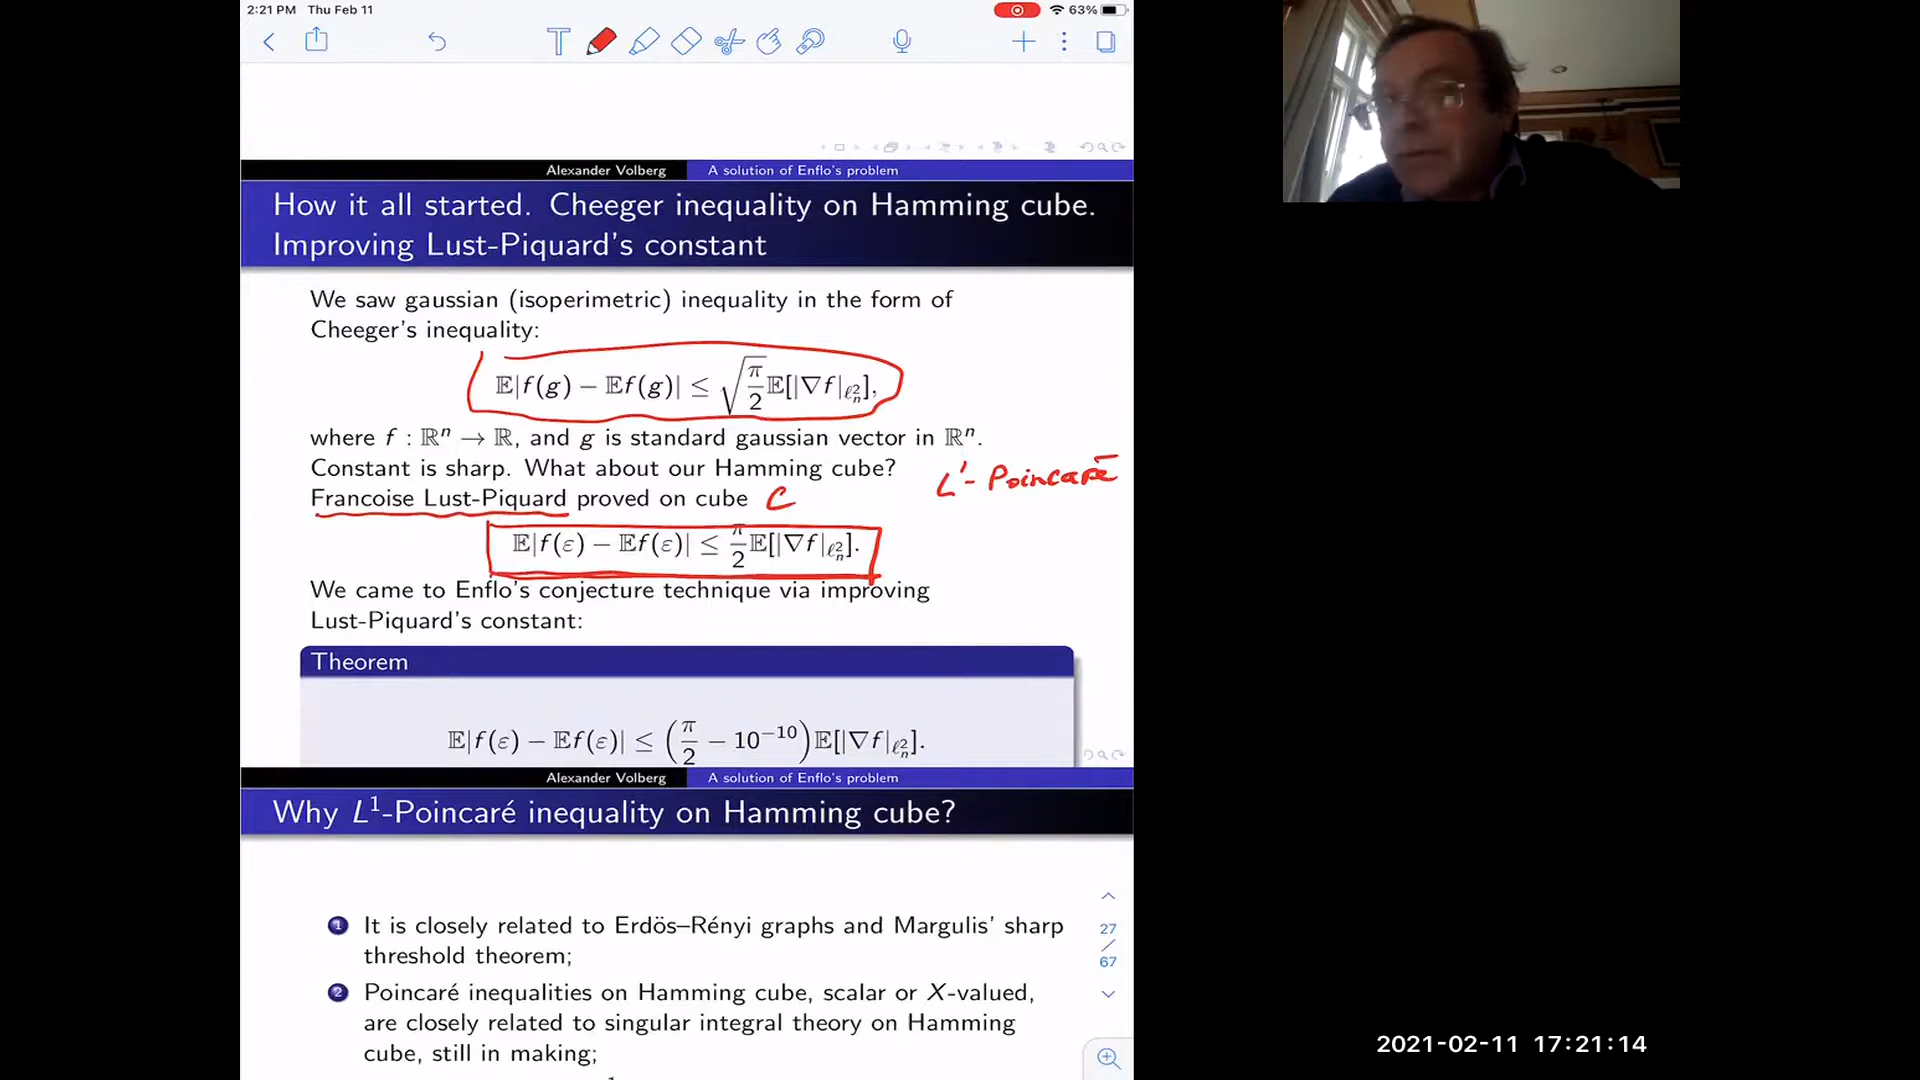 2:21 PM Thu Feb 11
63%
T
Alexander Volberg A solution of Enflo's problem
How it all started. Cheeger inequality on Hamming cube.
Improving Lust-Piquard's constant
We saw gaussian (isoperimetric) inequality in the form of
Cheeger's inequality:
𝔼|f(g) − 𝔼f(g)| ≤ √(π/2) 𝔼[|∇f|_{ℓ²ₙ}],
where f : ℝⁿ → ℝ, and g is standard gaussian vector in ℝⁿ.
Constant is sharp. What about our Hamming cube?
L¹- Poincaré
Francoise Lust-Piquard proved on cube C
𝔼|f(ε) − 𝔼f(ε)| ≤ π/2 𝔼[|∇f|_{ℓ²ₙ}].
We came to Enflo's conjecture technique via improving
Lust-Piquard's constant:
Theorem
𝔼|f(ε) − 𝔼f(ε)| ≤ (π/2 − 10⁻¹⁰) 𝔼[|∇f|_{ℓ²ₙ}].
Alexander Volberg A solution of Enflo's problem
Why L¹-Poincaré inequality on Hamming cube?
1 It is closely related to Erdös–Rényi graphs and Margulis' sharp
threshold theorem;
27
/
67
2 Poincaré inequalities on Hamming cube, scalar or X-valued,
are closely related to singular integral theory on Hamming
cube, still in making;
2021-02-11 17:21:14